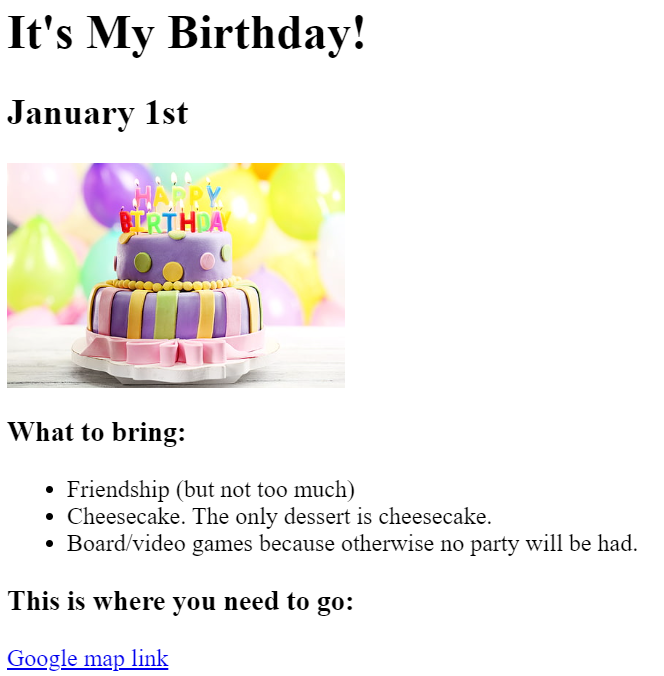 It's My Birthday!
January 1st
HAPPY
BIRTHDAY
What to bring:
Friendship (but not too much)
Cheesecake. The only dessert is cheesecake.
Board/video games because otherwise no party will be had.
This is where you need to go:
Google map link